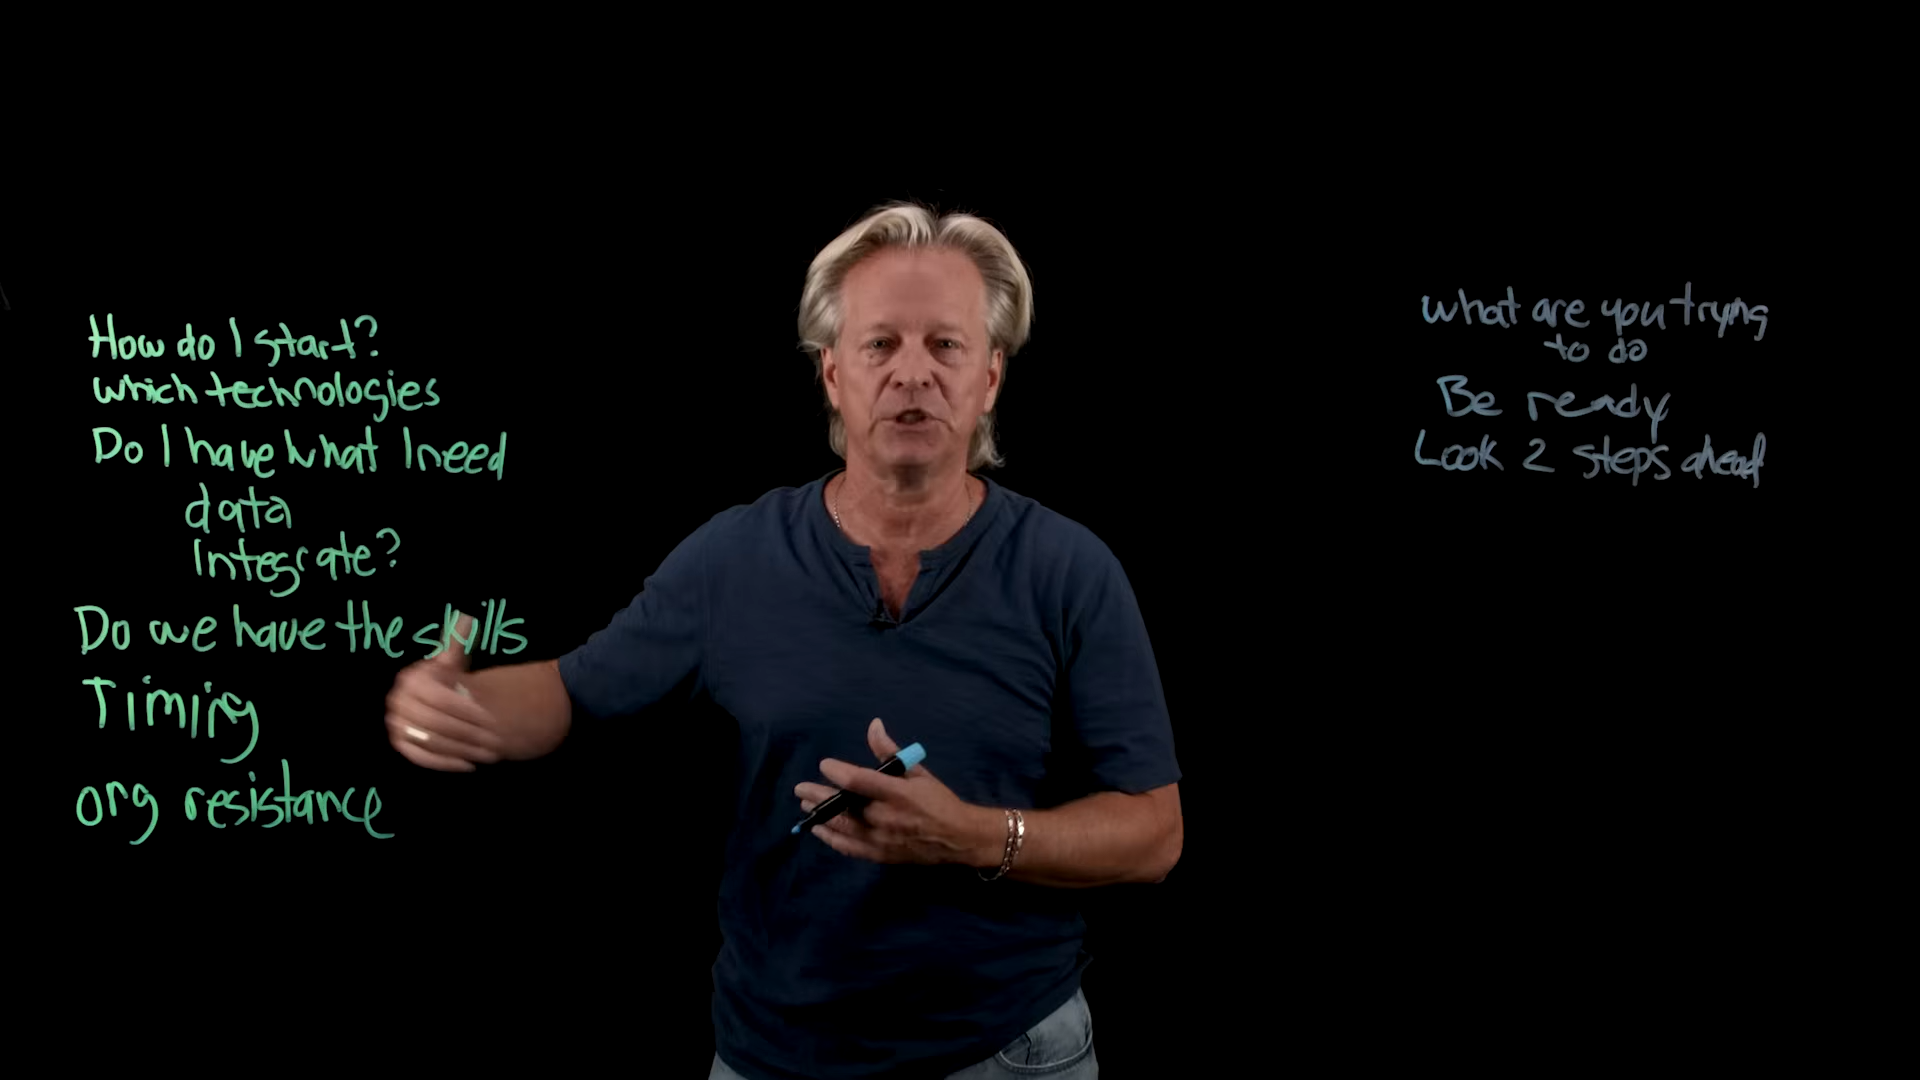 How do I start?
which technologies
Do I have what I need
data
Integrate?
Do we have the skills
Timing
org resistance
what are you trying
to do
Be ready
Look 2 steps ahead